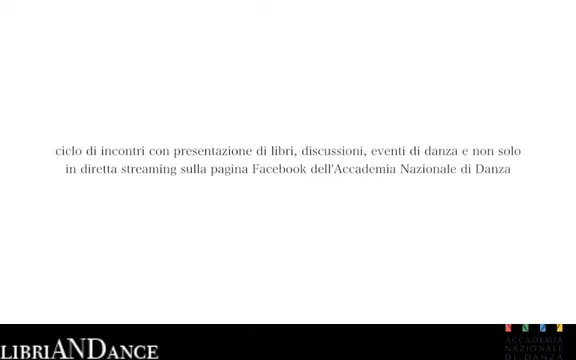 ciclo di incontri con presentazione di libri, discussioni, eventi di danza e non solo
in diretta streaming sulla pagina Facebook dell'Accademia Nazionale di Danza
LIBRIANDANCE
ACCADEMIA
NAZIONALE
DI DANZA